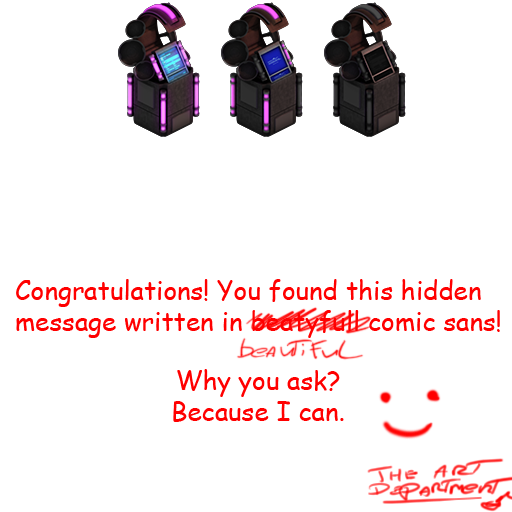 Congratulations! You found this hidden
message written in beatyfull comic sans!
BEAUTIFUL
Why you ask?
Because I can.
THE ART
DEPARTMENT